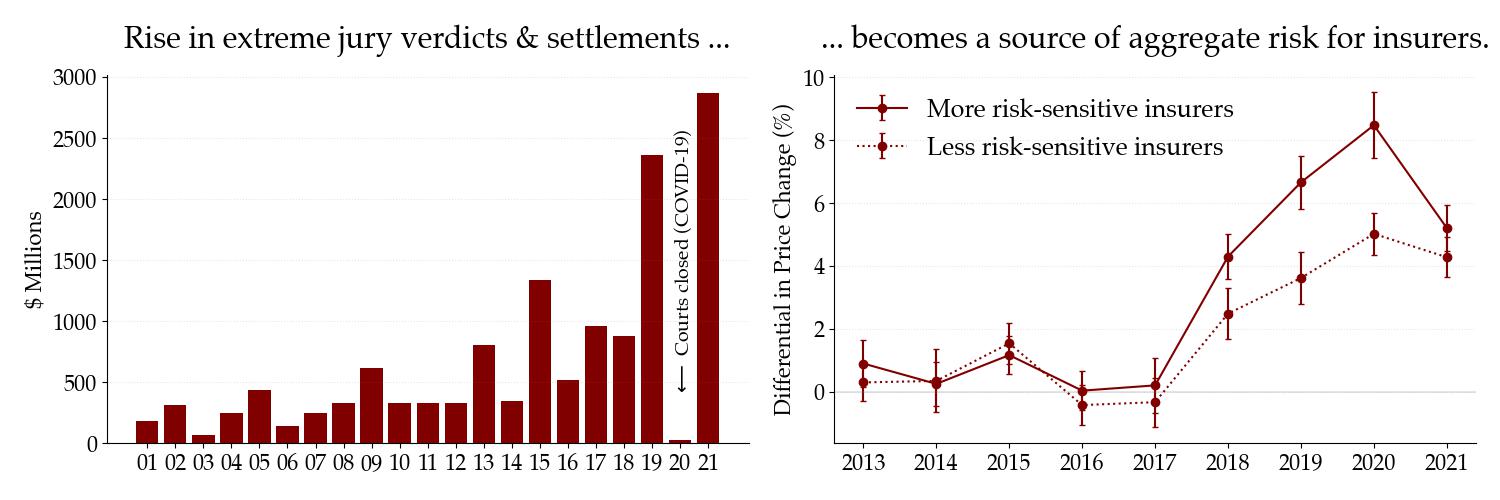 Rise in extreme jury verdicts & settlements ...
$ Millions
3000
2500
2000
1500
1000
500
0
← Courts closed (COVID-19)
01 02 03 04 05 06 07 08 09 10 11 12 13 14 15 16 17 18 19 20 21
... becomes a source of aggregate risk for insurers.
Differential in Price Change (%)
10
8
6
4
2
0
More risk-sensitive insurers
Less risk-sensitive insurers
2013 2014 2015 2016 2017 2018 2019 2020 2021